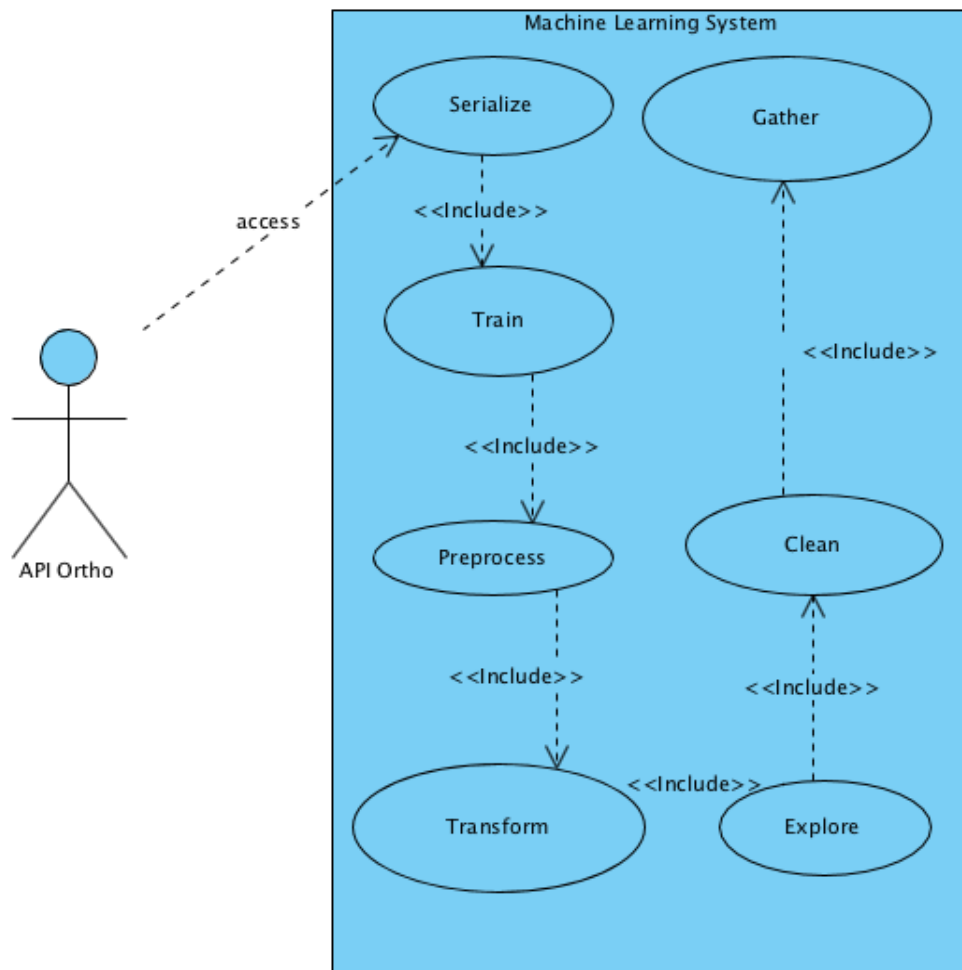 Machine Learning System
Serialize
Gather
access
<<Include>>
Train
<<Include>>
<<Include>>
Preprocess
Clean
API Ortho
<<Include>>
<<Include>>
<<Include>>
Transform
Explore